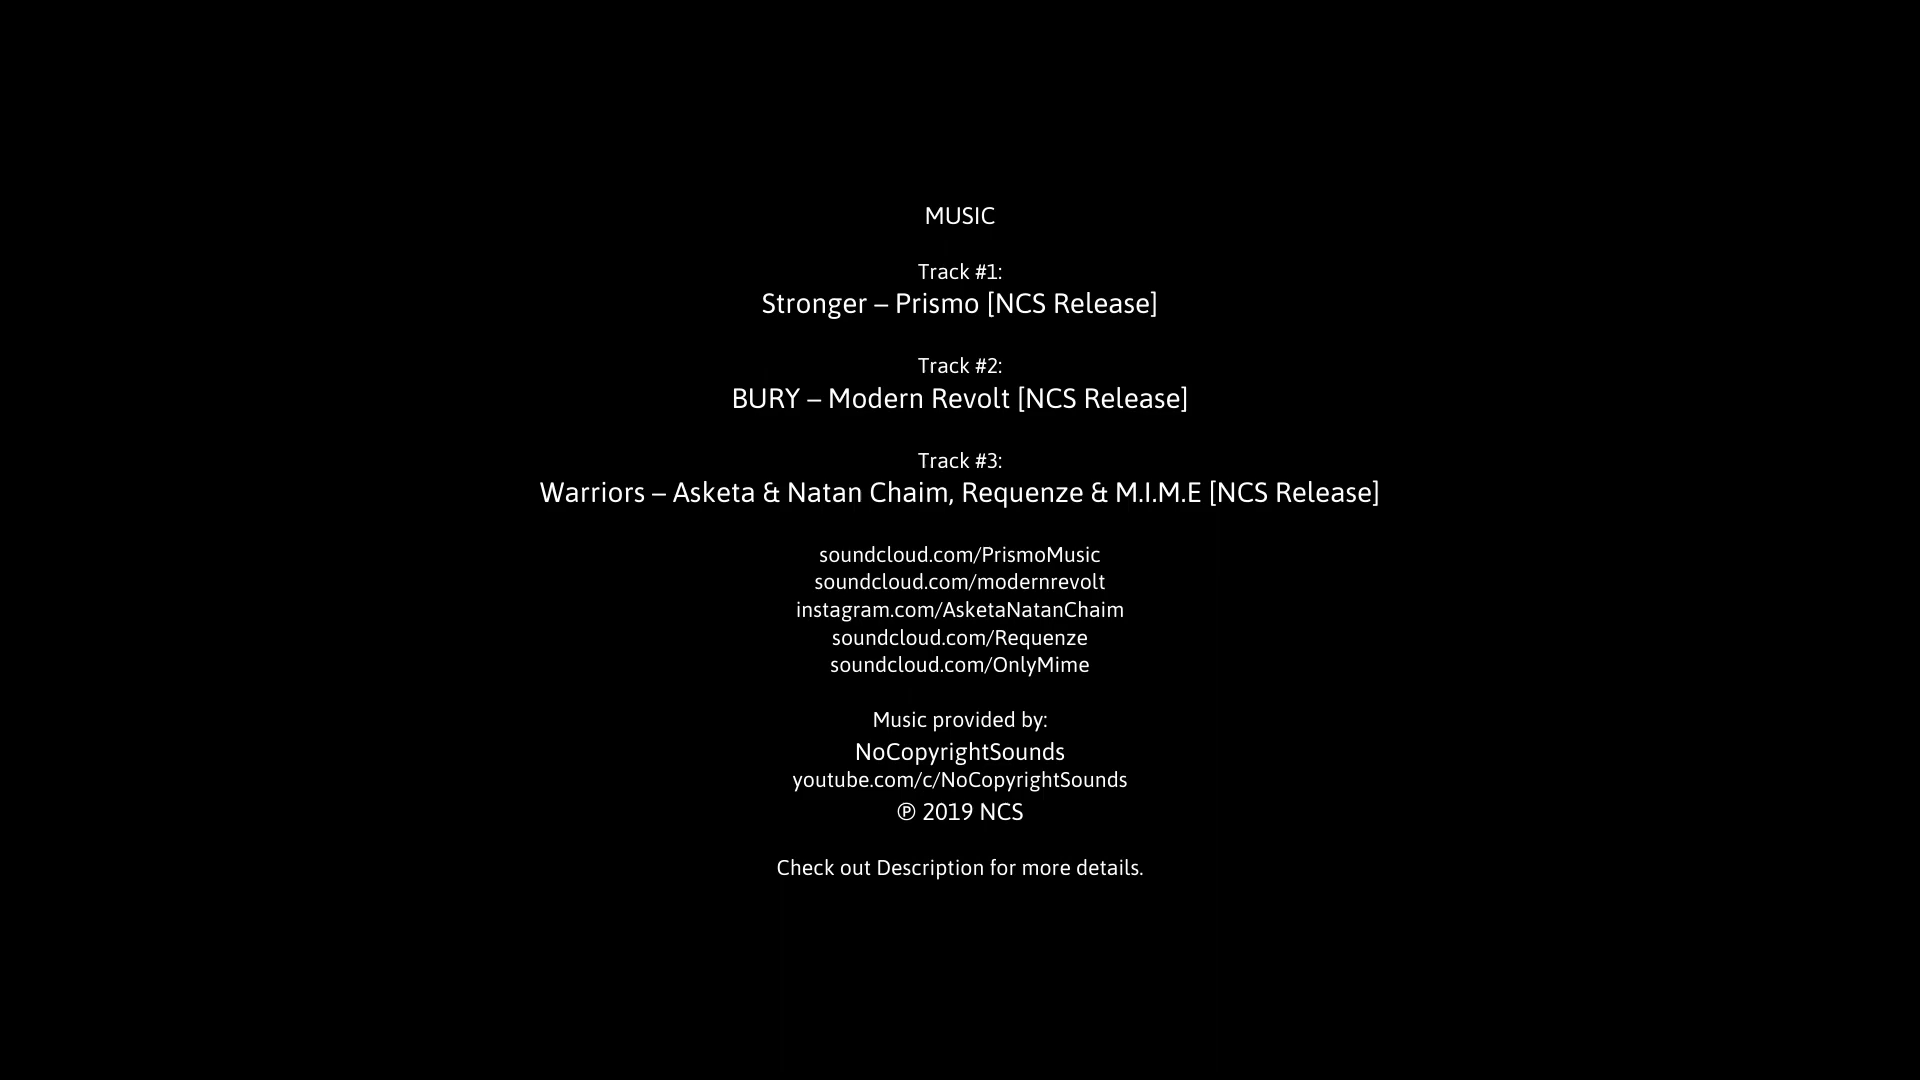 MUSIC
Track #1:
Stronger – Prismo [NCS Release]
Track #2:
BURY – Modern Revolt [NCS Release]
Track #3:
Warriors – Asketa & Natan Chaim, Requenze & M.I.M.E [NCS Release]
soundcloud.com/PrismoMusic
soundcloud.com/modernrevolt
instagram.com/AsketaNatanChaim
soundcloud.com/Requenze
soundcloud.com/OnlyMime
Music provided by:
NoCopyrightSounds
youtube.com/c/NoCopyrightSounds
℗ 2019 NCS
Check out Description for more details.